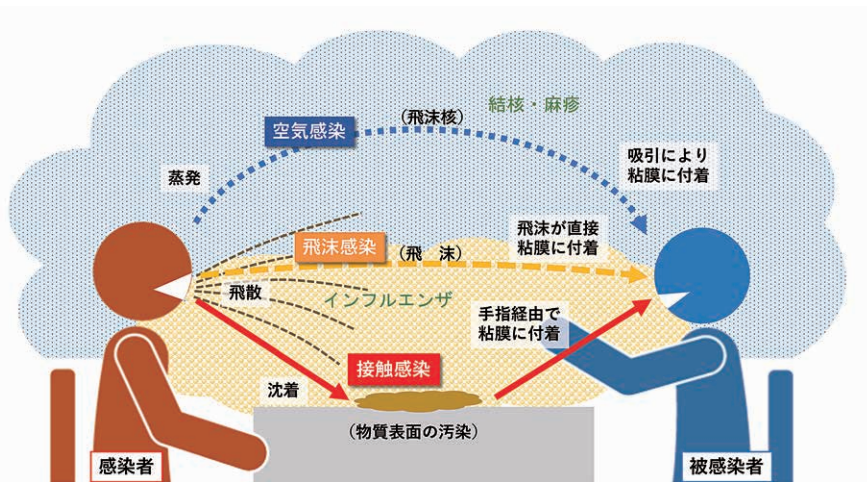 結核・麻疹
(飛沫核)
空気感染
吸引により
粘膜に付着
蒸発
飛沫が直接
粘膜に付着
飛沫感染
(飛 沫)
飛散
インフルエンザ
手指経由で
粘膜に付着
接触感染
沈着
(物質表面の汚染)
感染者
被感染者